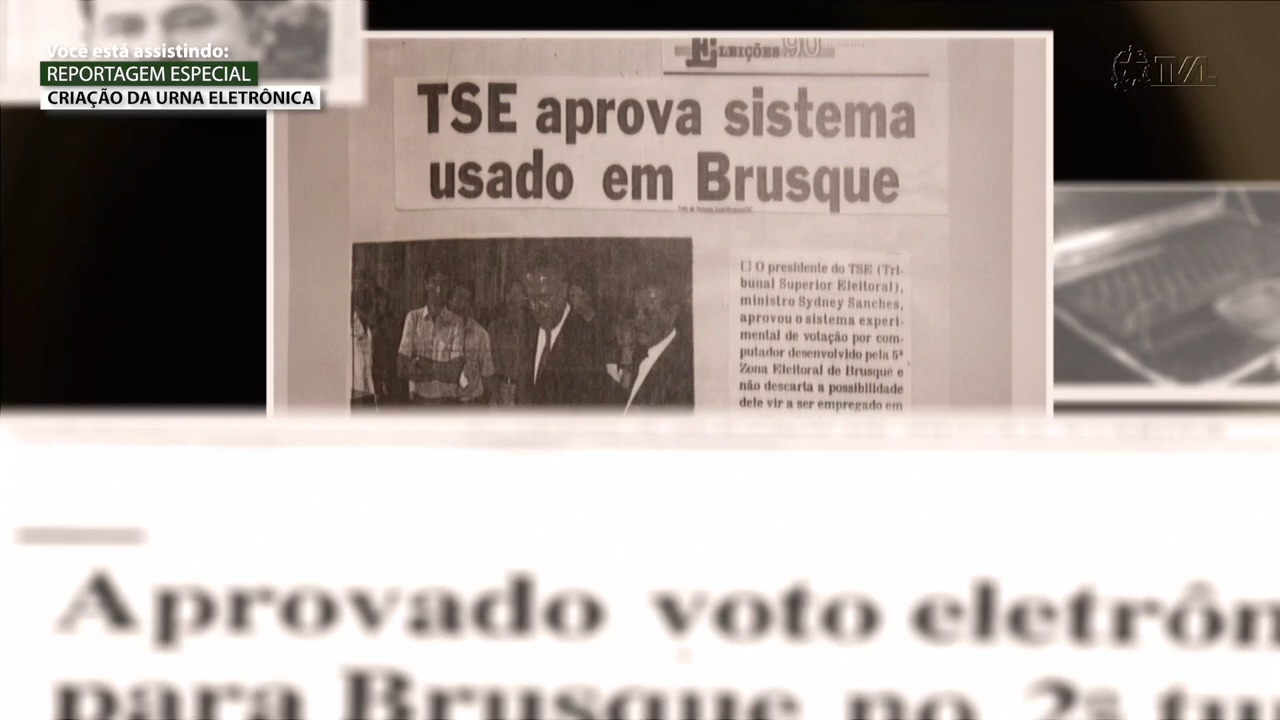 Você está assistindo:
REPORTAGEM ESPECIAL
CRIAÇÃO DA URNA ELETRÔNICA
TVAL
ELEIÇÕES 90
TSE aprova sistema
usado em Brusque
O presidente do TSE (Tri-
bunal Superior Eleitoral),
ministro Sydney Sanches,
aprovou o sistema experi-
mental de votação por com-
putador desenvolvido pela 5ª
Zona Eleitoral de Brusque e
não descarta a possibilidade
dele vir a ser empregado em
Aprovado voto eletrôn
para Brusque no 2º tu